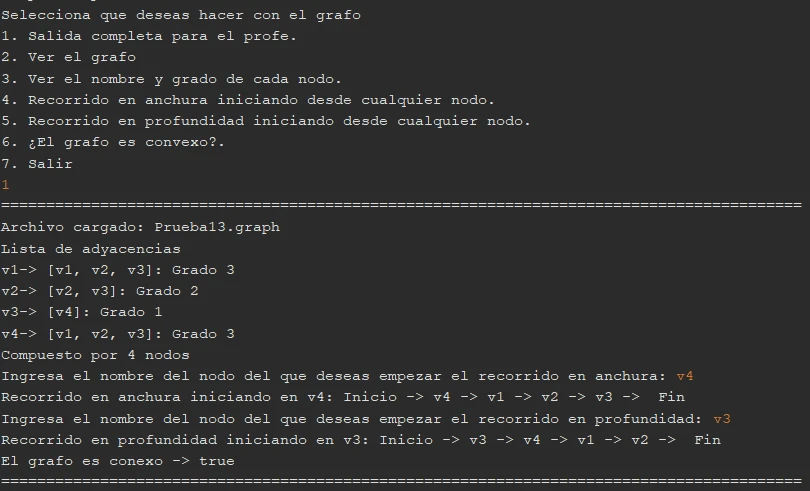 Selecciona que deseas hacer con el grafo
1. Salida completa para el profe.
2. Ver el grafo
3. Ver el nombre y grado de cada nodo.
4. Recorrido en anchura iniciando desde cualquier nodo.
5. Recorrido en profundidad iniciando desde cualquier nodo.
6. ¿El grafo es convexo?.
7. Salir
1
===========================================================================================
Archivo cargado: Prueba13.graph
Lista de adyacencias
v1-> [v1, v2, v3]: Grado 3
v2-> [v2, v3]: Grado 2
v3-> [v4]: Grado 1
v4-> [v1, v2, v3]: Grado 3
Compuesto por 4 nodos
Ingresa el nombre del nodo del que deseas empezar el recorrido en anchura: v4
Recorrido en anchura iniciando en v4: Inicio -> v4 -> v1 -> v2 -> v3 ->  Fin
Ingresa el nombre del nodo del que deseas empezar el recorrido en profundidad: v3
Recorrido en profundidad iniciando en v3: Inicio -> v3 -> v4 -> v1 -> v2 ->  Fin
El grafo es conexo -> true
===========================================================================================